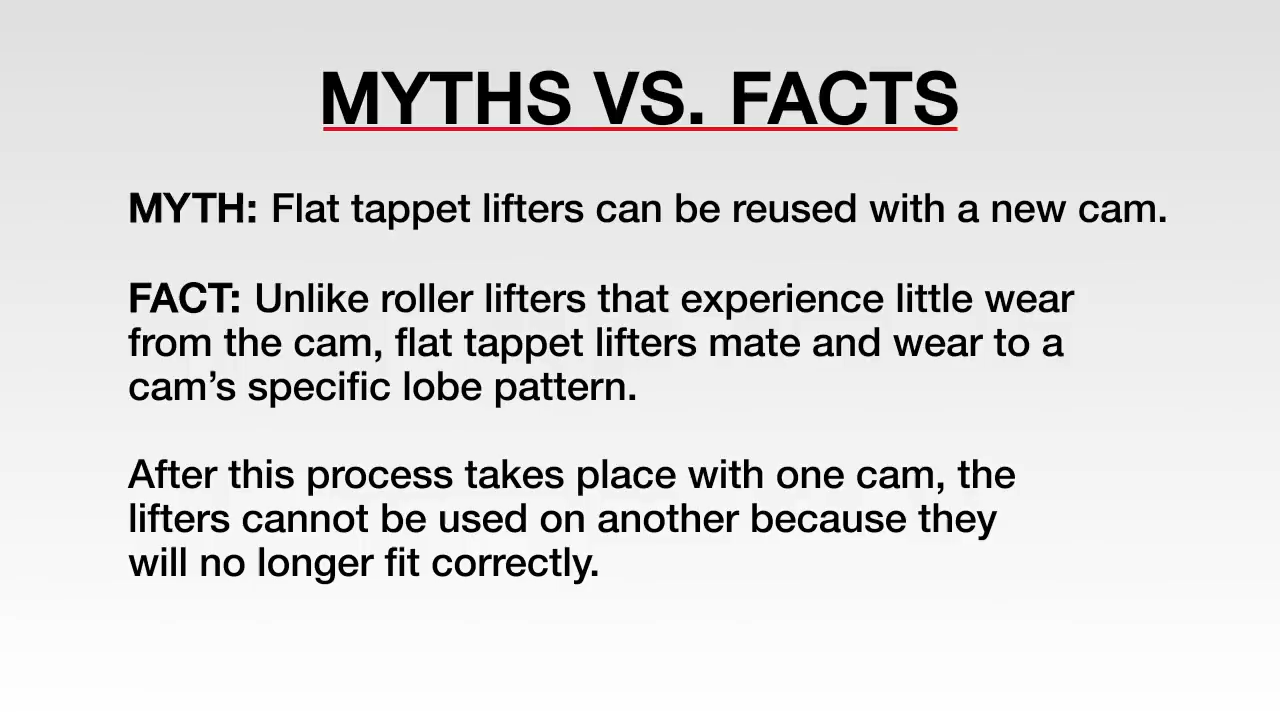 MYTHS VS. FACTS
MYTH: Flat tappet lifters can be reused with a new cam.
FACT: Unlike roller lifters that experience little wear
from the cam, flat tappet lifters mate and wear to a
cam’s specific lobe pattern.
After this process takes place with one cam, the
lifters cannot be used on another because they
will no longer fit correctly.